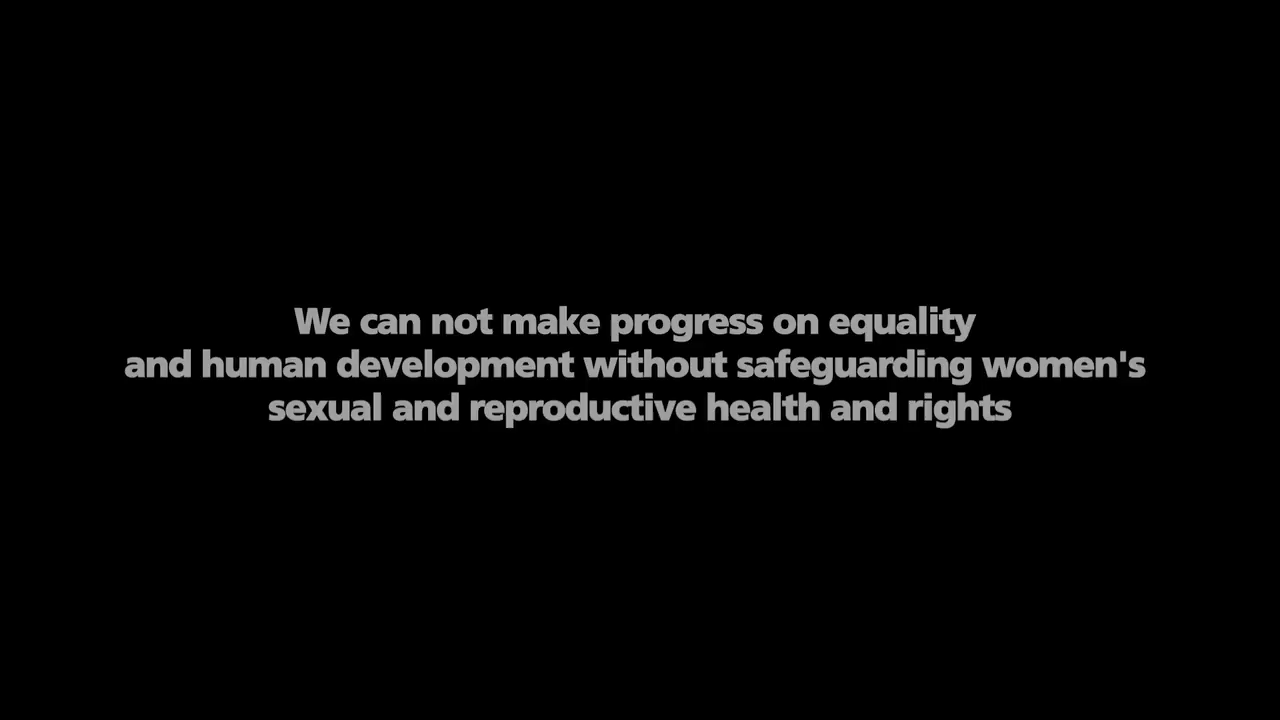 We can not make progress on equality
and human development without safeguarding women's
sexual and reproductive health and rights